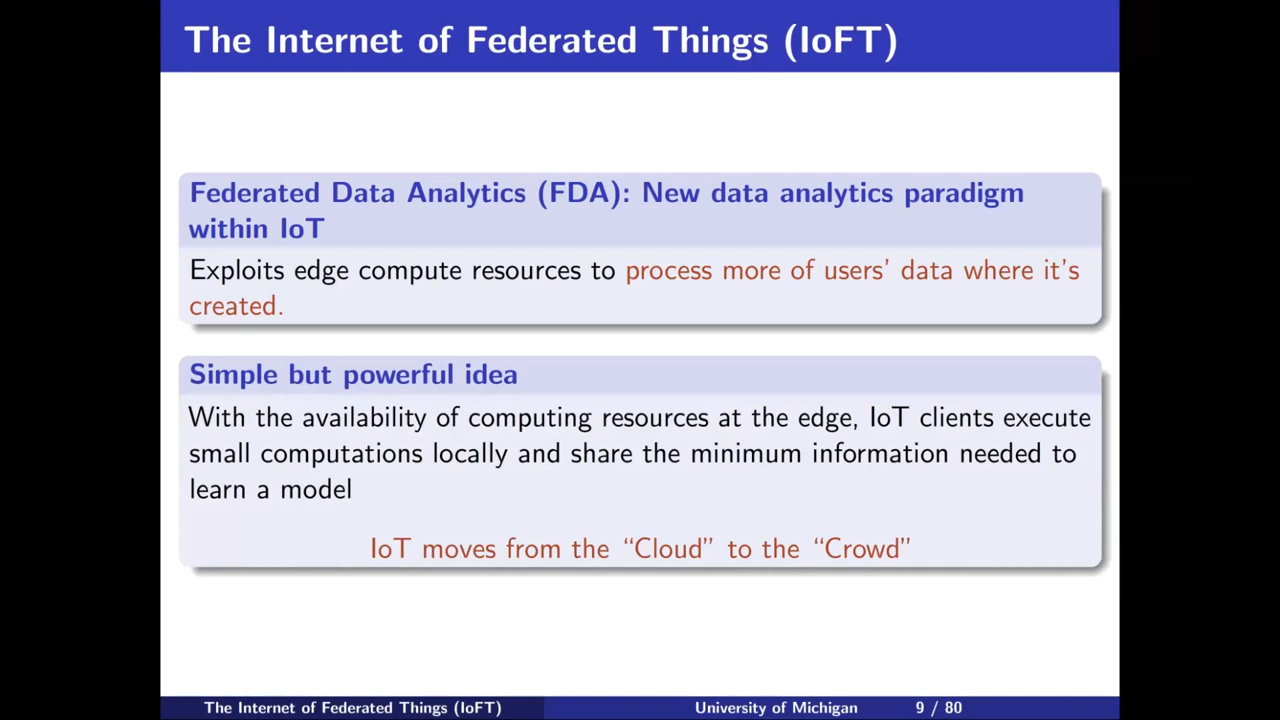 The Internet of Federated Things (IoFT)
Federated Data Analytics (FDA): New data analytics paradigm
within IoT
Exploits edge compute resources to process more of users’ data where it’s
created.
Simple but powerful idea
With the availability of computing resources at the edge, IoT clients execute
small computations locally and share the minimum information needed to
learn a model
IoT moves from the “Cloud” to the “Crowd”
The Internet of Federated Things (IoFT) University of Michigan 9 / 80